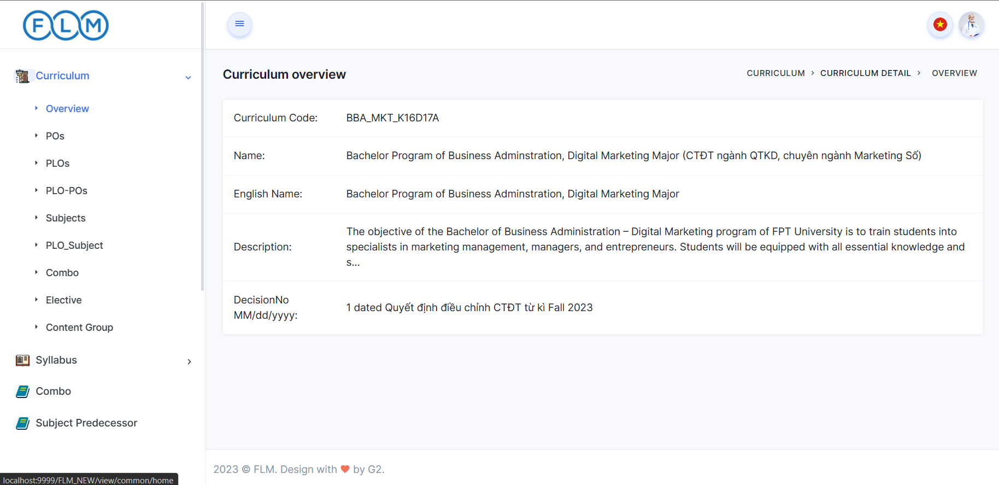 FLM
Curriculum
Overview
POs
PLOs
PLO-POs
Subjects
PLO_Subject
Combo
Elective
Content Group
Syllabus
Combo
Subject Predecessor
localhost:9999/FLM_NEW/view/common/home
Curriculum overview
CURRICULUM > CURRICULUM DETAIL > OVERVIEW
Curriculum Code: BBA_MKT_K16D17A
Name: Bachelor Program of Business Adminstration, Digital Marketing Major (CTĐT ngành QTKD, chuyên ngành Marketing Số)
English Name: Bachelor Program of Business Adminstration, Digital Marketing Major
Description:
The objective of the Bachelor of Business Administration – Digital Marketing program of FPT University is to train students into
specialists in marketing management, managers, and entrepreneurs. Students will be equipped with all essential knowledge and
s...
DecisionNo
MM/dd/yyyy:
1 dated Quyết định điều chỉnh CTĐT từ kì Fall 2023
2023 © FLM. Design with ❤ by G2.